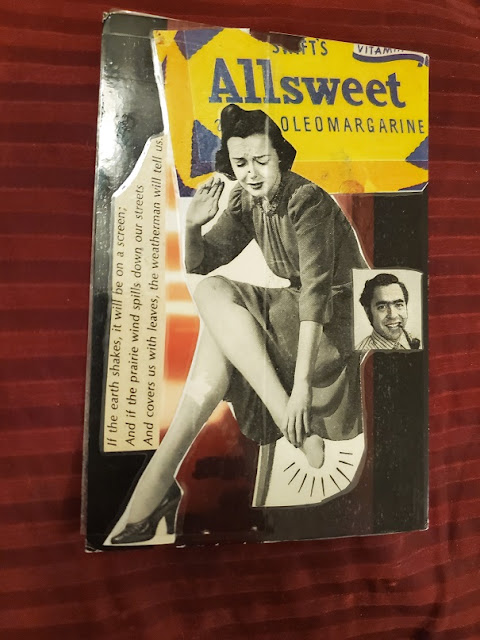 SWIFT'S
Allsweet
OLEOMARGARINE
If the earth shakes, it will be on a screen;
And if the prairie wind spills down our streets
And covers us with leaves, the weatherman will tell us.